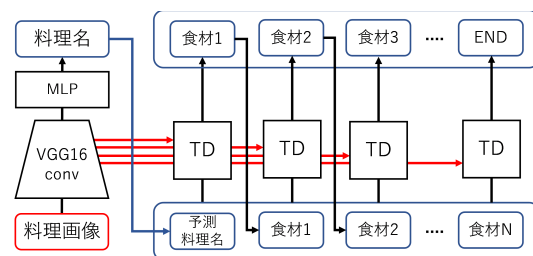 料理名
MLP
VGG16
conv
料理画像
食材1
食材2
食材3
....
END
TD
TD
TD
TD
予測
料理名
食材1
食材2
....
食材N